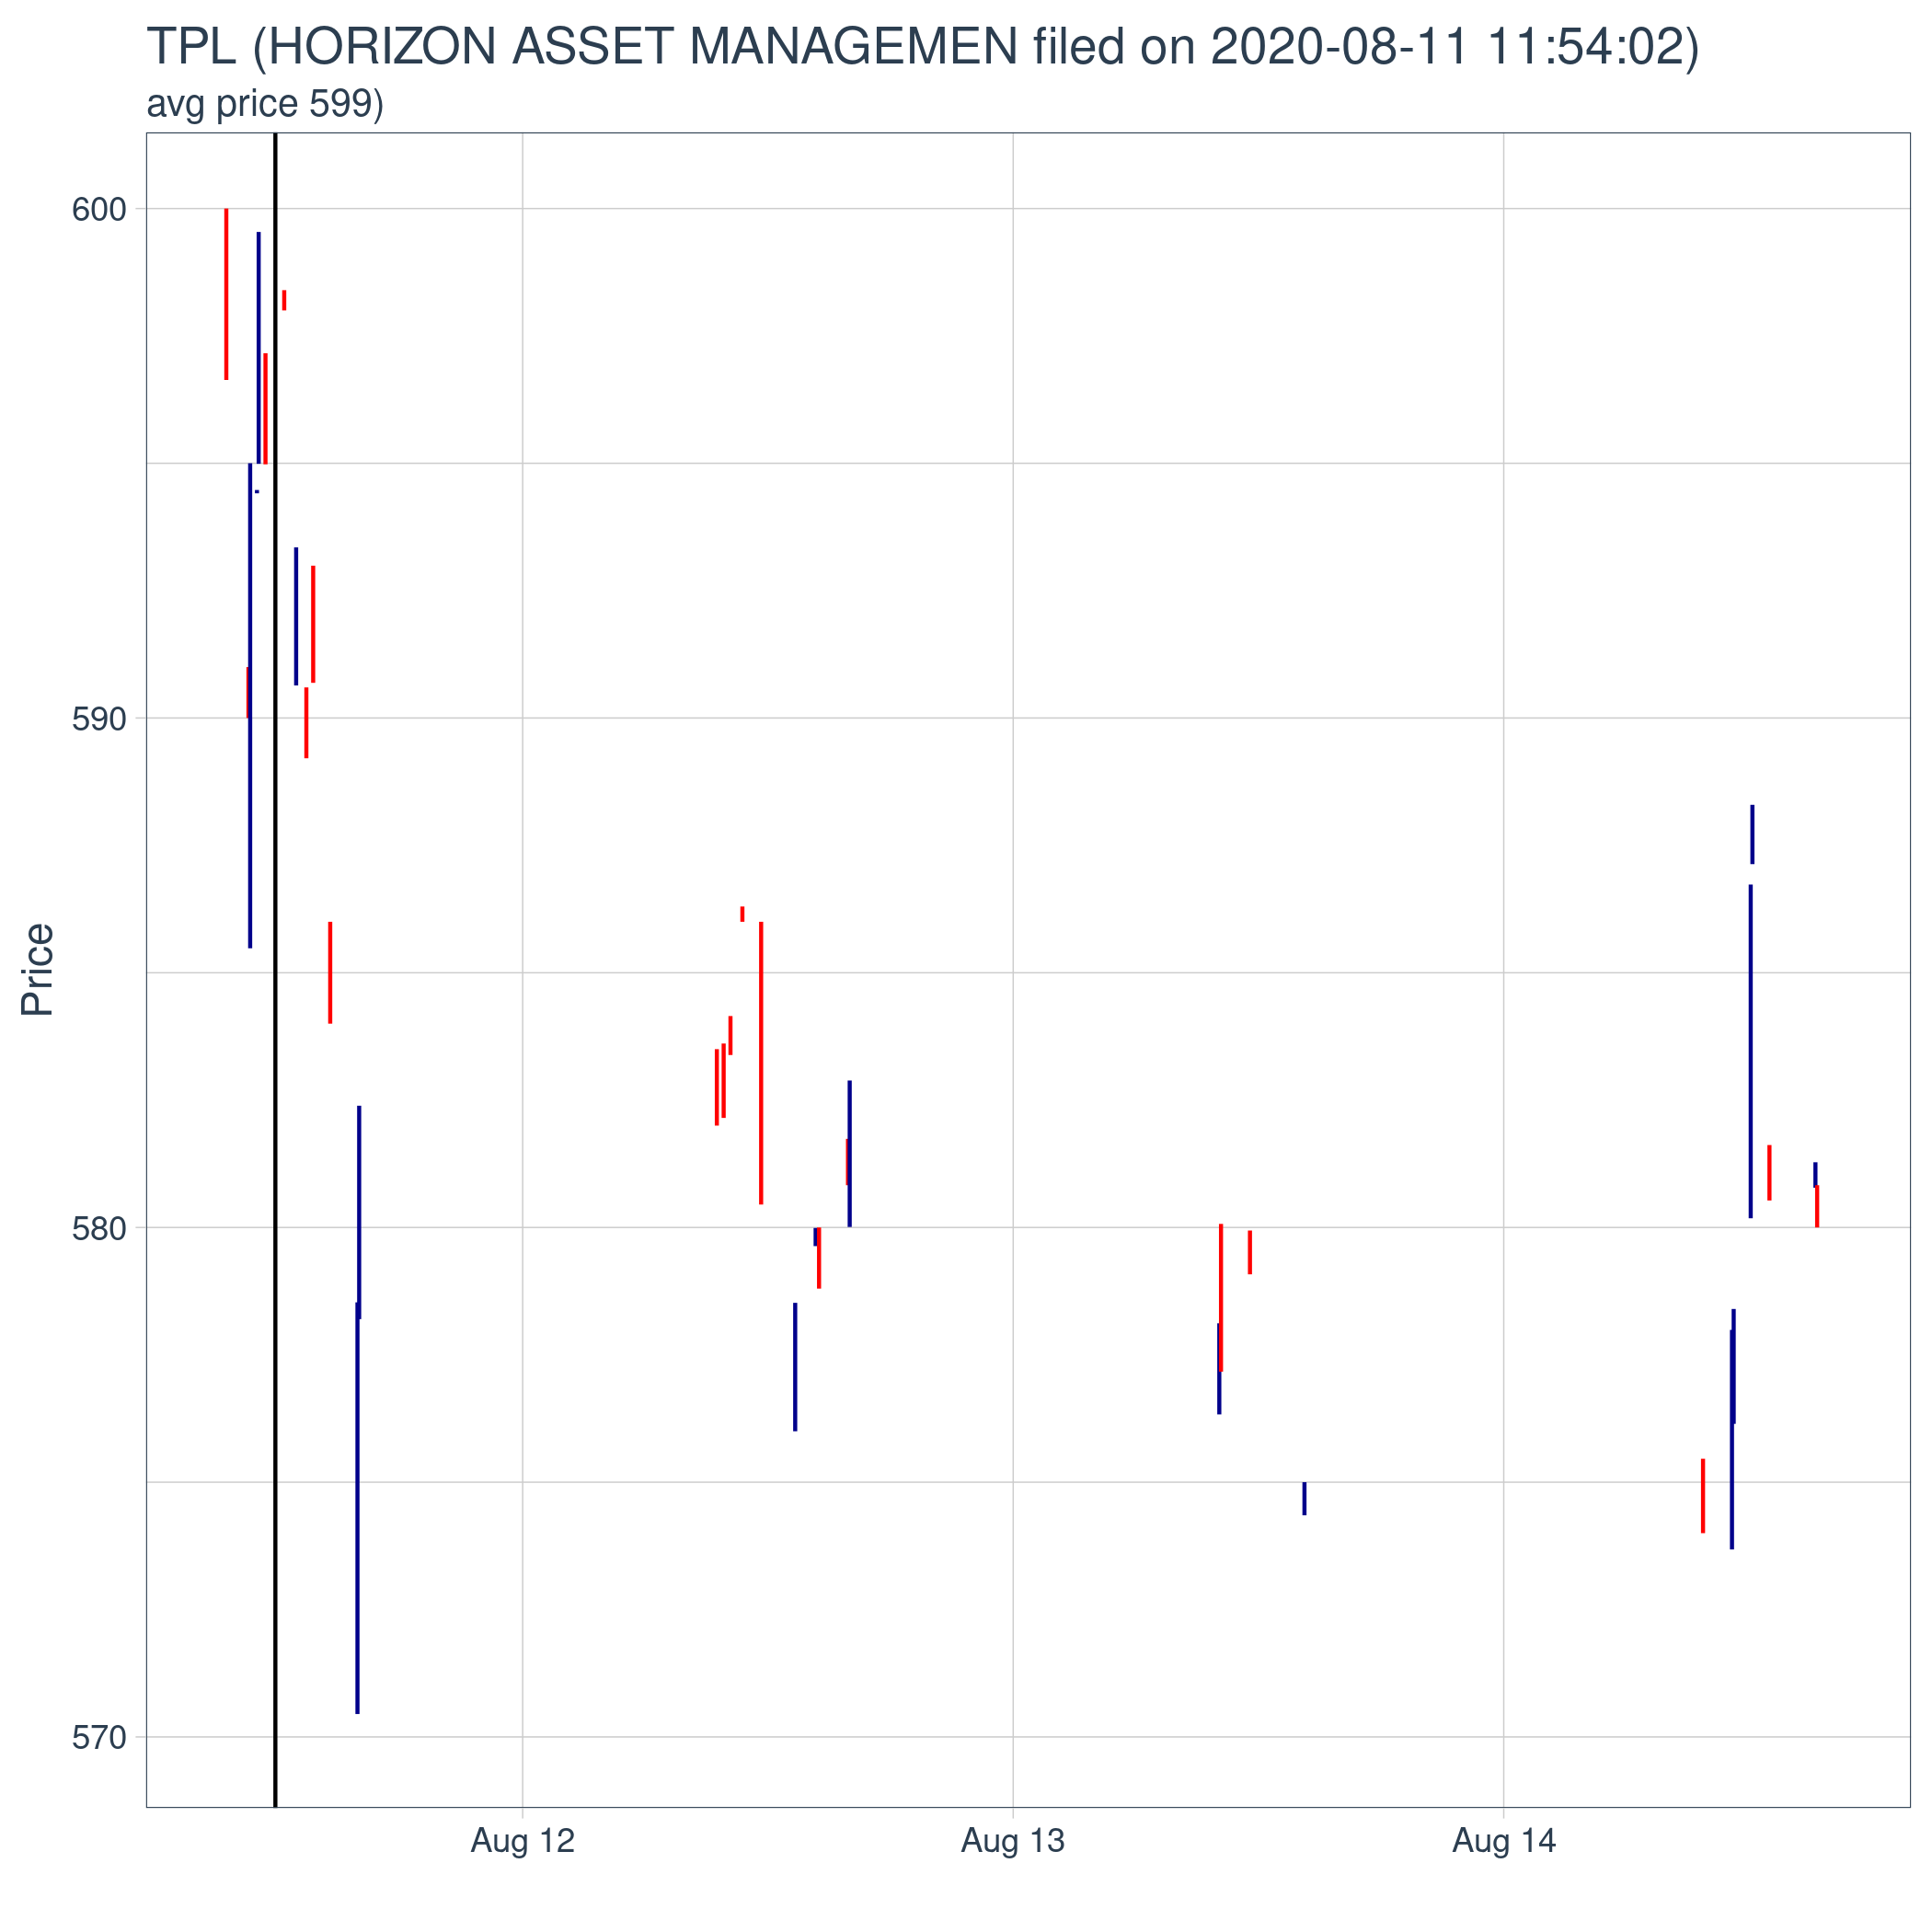 TPL (HORIZON ASSET MANAGEMEN filed on 2020-08-11 11:54:02)
avg price 599)
600
590
580
570
Price
Aug 12
Aug 13
Aug 14